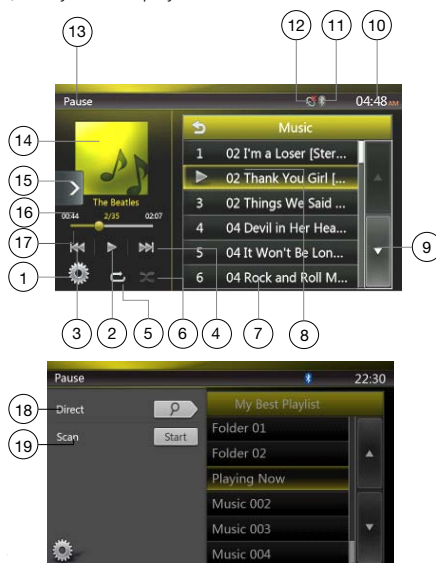 13
12 11 10
Pause 04:48 AM
14
15
16
17
1
Music
1 02 I'm a Loser [Ster...
02 Thank You Girl [...
3 02 Things We Said ...
4 04 Devil in Her Hea...
5 04 It Won't Be Lon...
6 04 Rock and Roll M...
The Beatles
00:44 2/35 02:07
9
3 2 5 6 4 7 8
Pause 22:30
18
19
Direct
Scan Start
My Best Playlist
Folder 01
Folder 02
Playing Now
Music 002
Music 003
Music 004